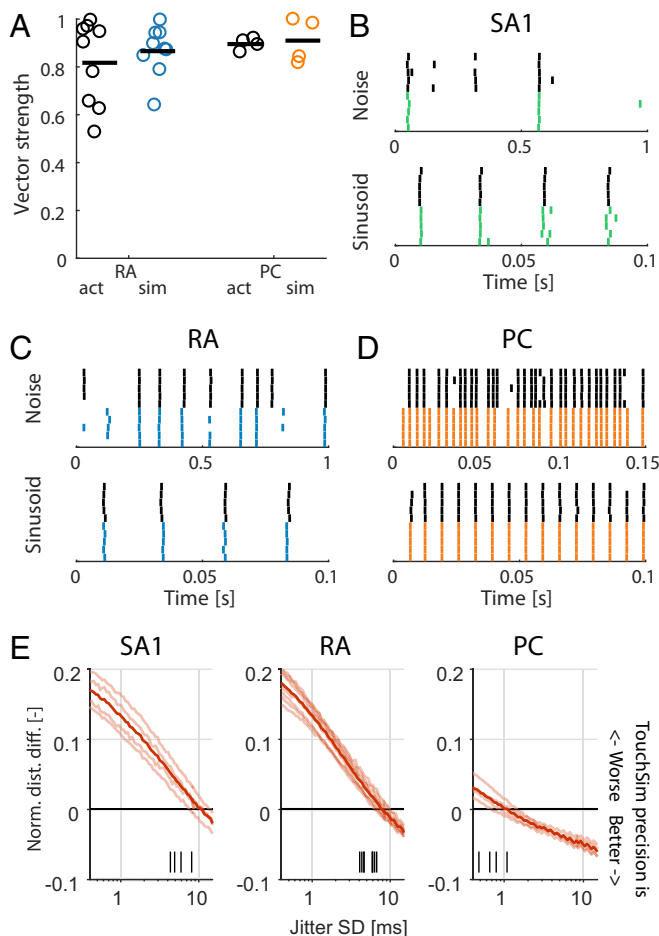 A
Vector strength
1
0.8
0.6
0.4
0.2
0
RA
act sim
PC
act sim
B
SA1
Noise
0 0.5 1
Sinusoid
0 0.05 0.1
Time [s]
C
RA
Noise
0 0.5 1
Sinusoid
0 0.05 0.1
Time [s]
D
PC
0 0.05 0.1 0.15
0 0.05 0.1
Time [s]
E
SA1
RA
PC
Norm. dist. diff. [-]
0.2
0.1
0
-0.1
1 10
0.2
0.1
0
-0.1
1 10
0.2
0.1
0
-0.1
1 10
Jitter SD [ms]
TouchSim precision is
<- Worse Better ->